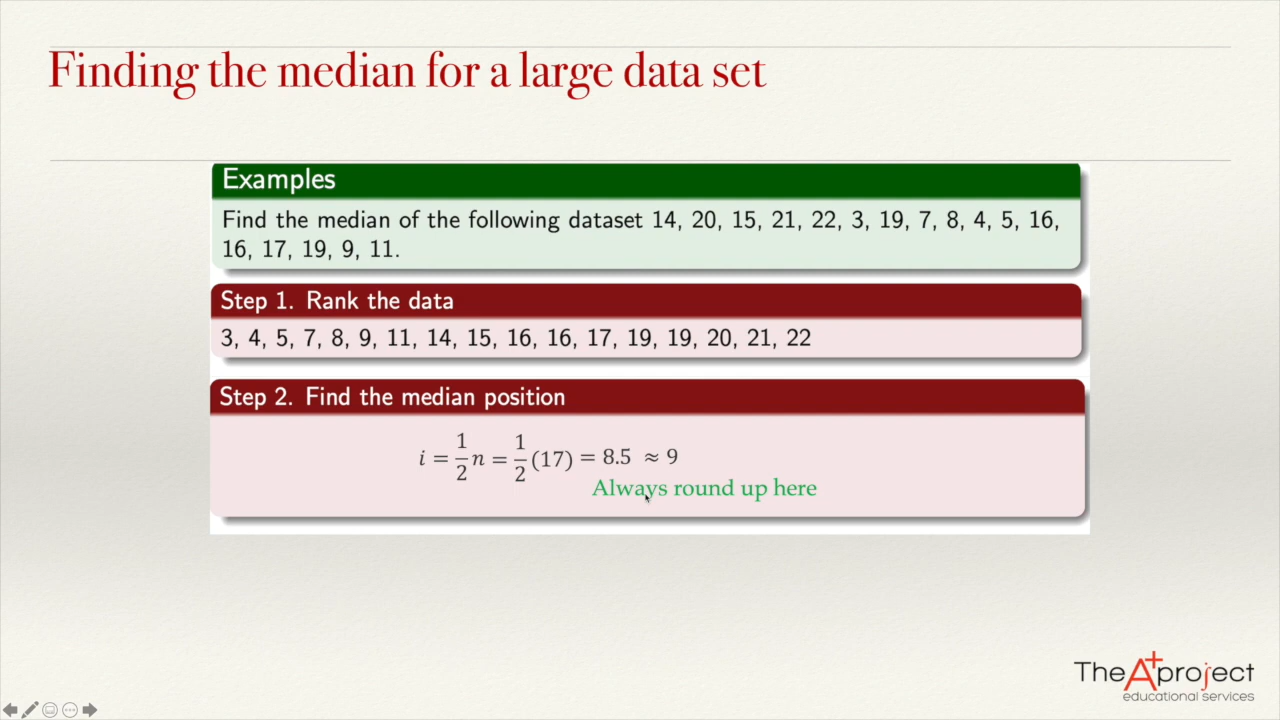 Finding the median for a large data set
Examples
Find the median of the following dataset 14, 20, 15, 21, 22, 3, 19, 7, 8, 4, 5, 16,
16, 17, 19, 9, 11.
Step 1. Rank the data
3, 4, 5, 7, 8, 9, 11, 14, 15, 16, 16, 17, 19, 19, 20, 21, 22
Step 2. Find the median position
i = 1/2 n = 1/2 (17) = 8.5 ≈ 9
Always round up here
The A+ project
educational services